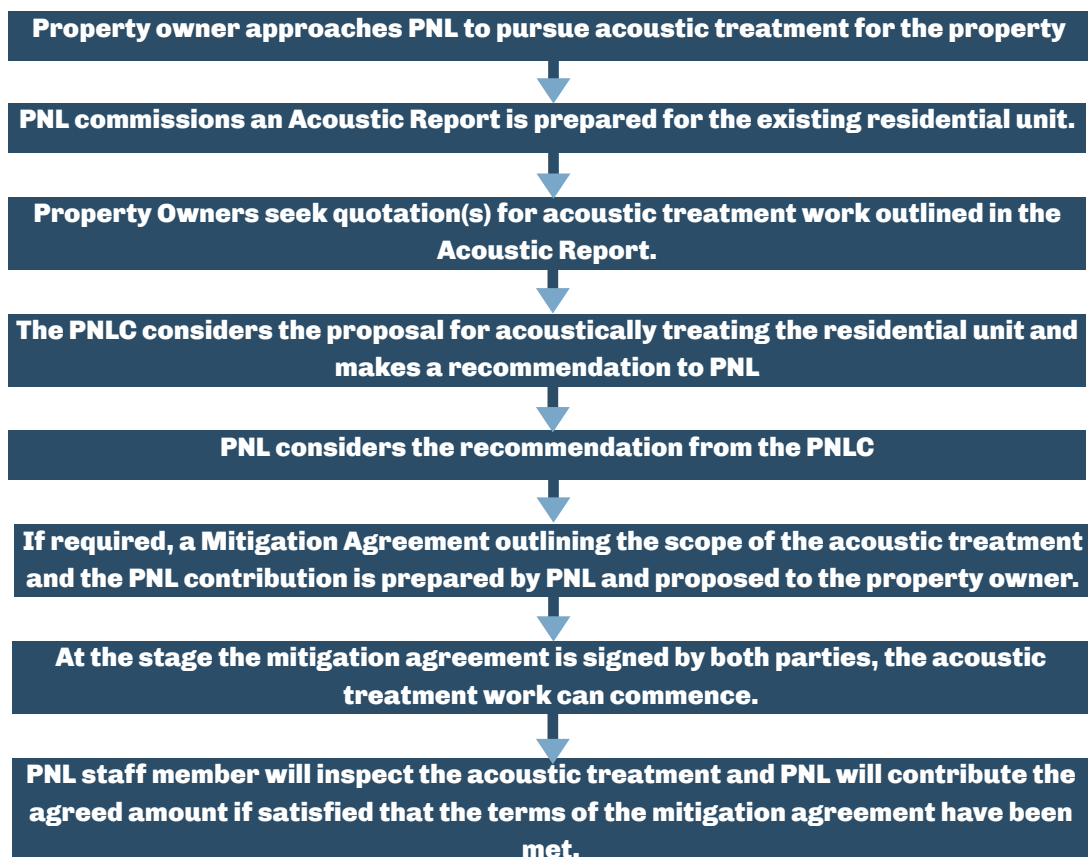 Property owner approaches PNL to pursue acoustic treatment for the property
PNL commissions an Acoustic Report is prepared for the existing residential unit.
Property Owners seek quotation(s) for acoustic treatment work outlined in the
Acoustic Report.
The PNLC considers the proposal for acoustically treating the residential unit and
makes a recommendation to PNL
PNL considers the recommendation from the PNLC
If required, a Mitigation Agreement outlining the scope of the acoustic treatment
and the PNL contribution is prepared by PNL and proposed to the property owner.
At the stage the mitigation agreement is signed by both parties, the acoustic
treatment work can commence.
PNL staff member will inspect the acoustic treatment and PNL will contribute the
agreed amount if satisfied that the terms of the mitigation agreement have been
met.